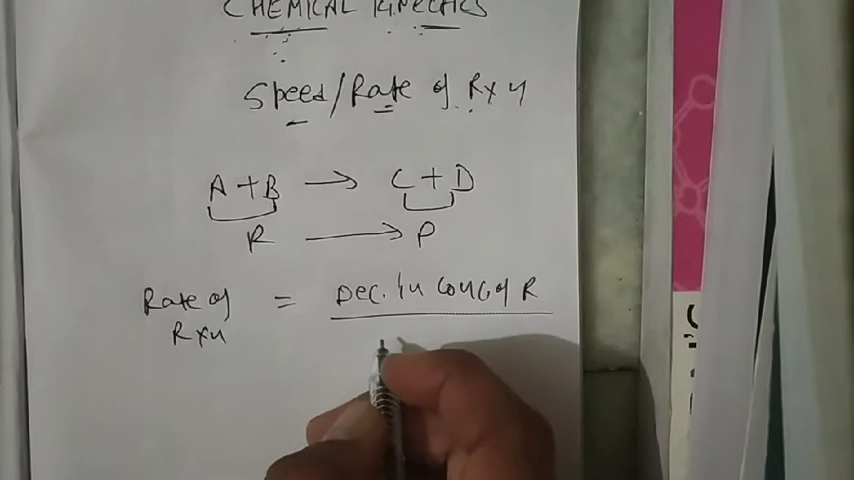 CHEMICAL KINETICS
Speed/Rate of Rxn
A + B → C + D
R → P
Rate of Rxn = Dec. in conc. of R